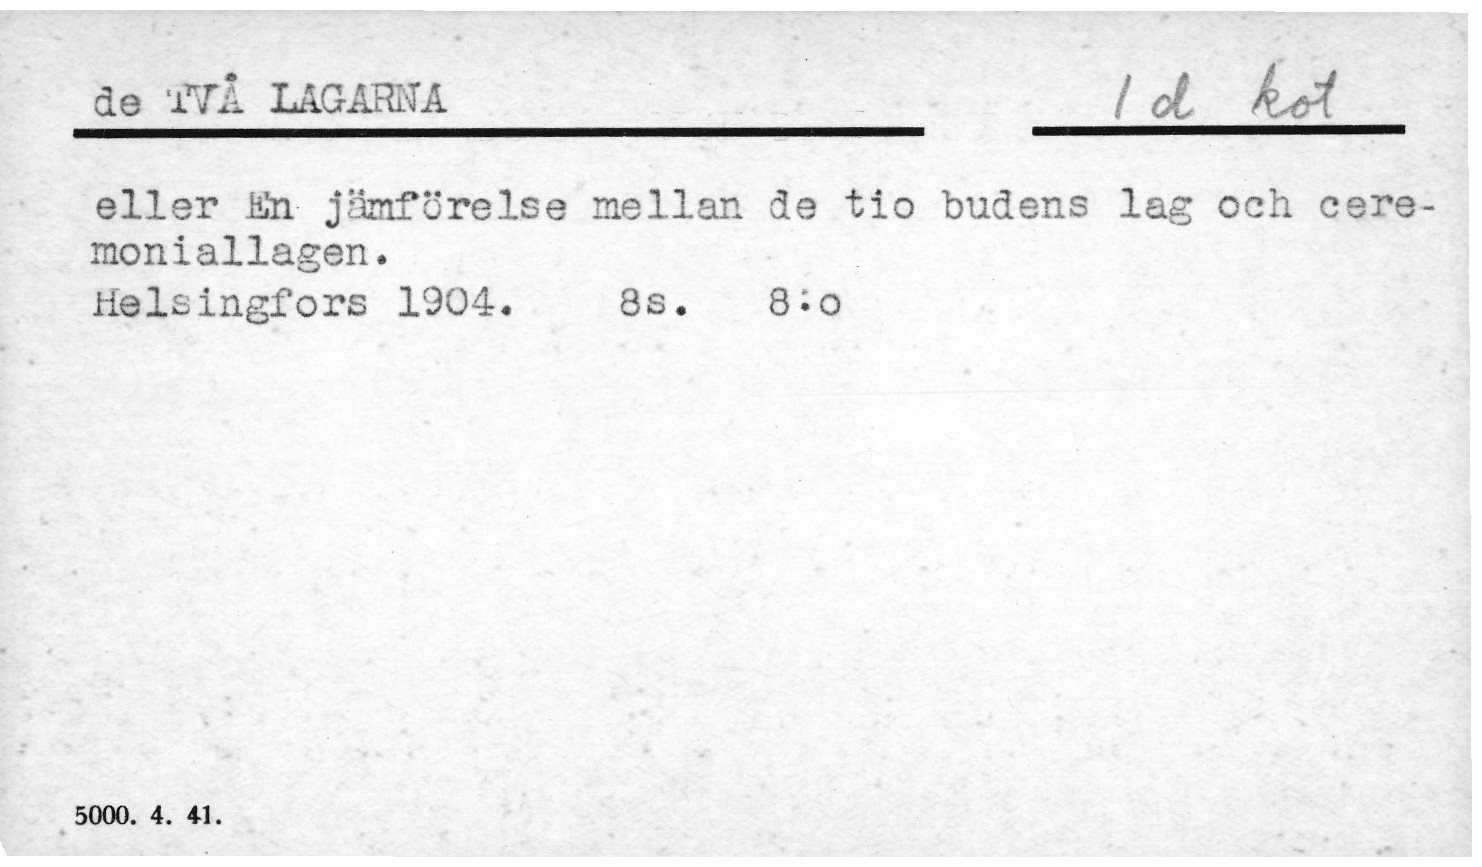 de TVÅ LAGARNA 1 d kot
eller En jämförelse mellan de tio budens lag och cere-
moniallagen.
Helsingfors 1904. 8s. 8:o
5000. 4. 41.